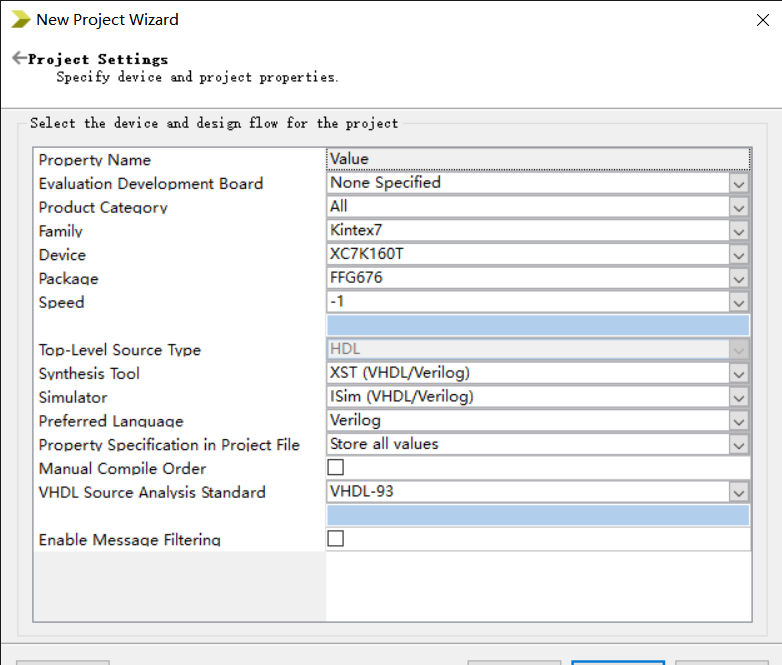 New Project Wizard
Project Settings
Specify device and project properties.
Select the device and design flow for the project
Property Name Value
Evaluation Development Board None Specified
Product Category All
Family Kintex7
Device XC7K160T
Package FFG676
Speed -1
Top-Level Source Type HDL
Synthesis Tool XST (VHDL/Verilog)
Simulator ISim (VHDL/Verilog)
Preferred Language Verilog
Property Specification in Project File Store all values
Manual Compile Order
VHDL Source Analysis Standard VHDL-93
Enable Message Filtering